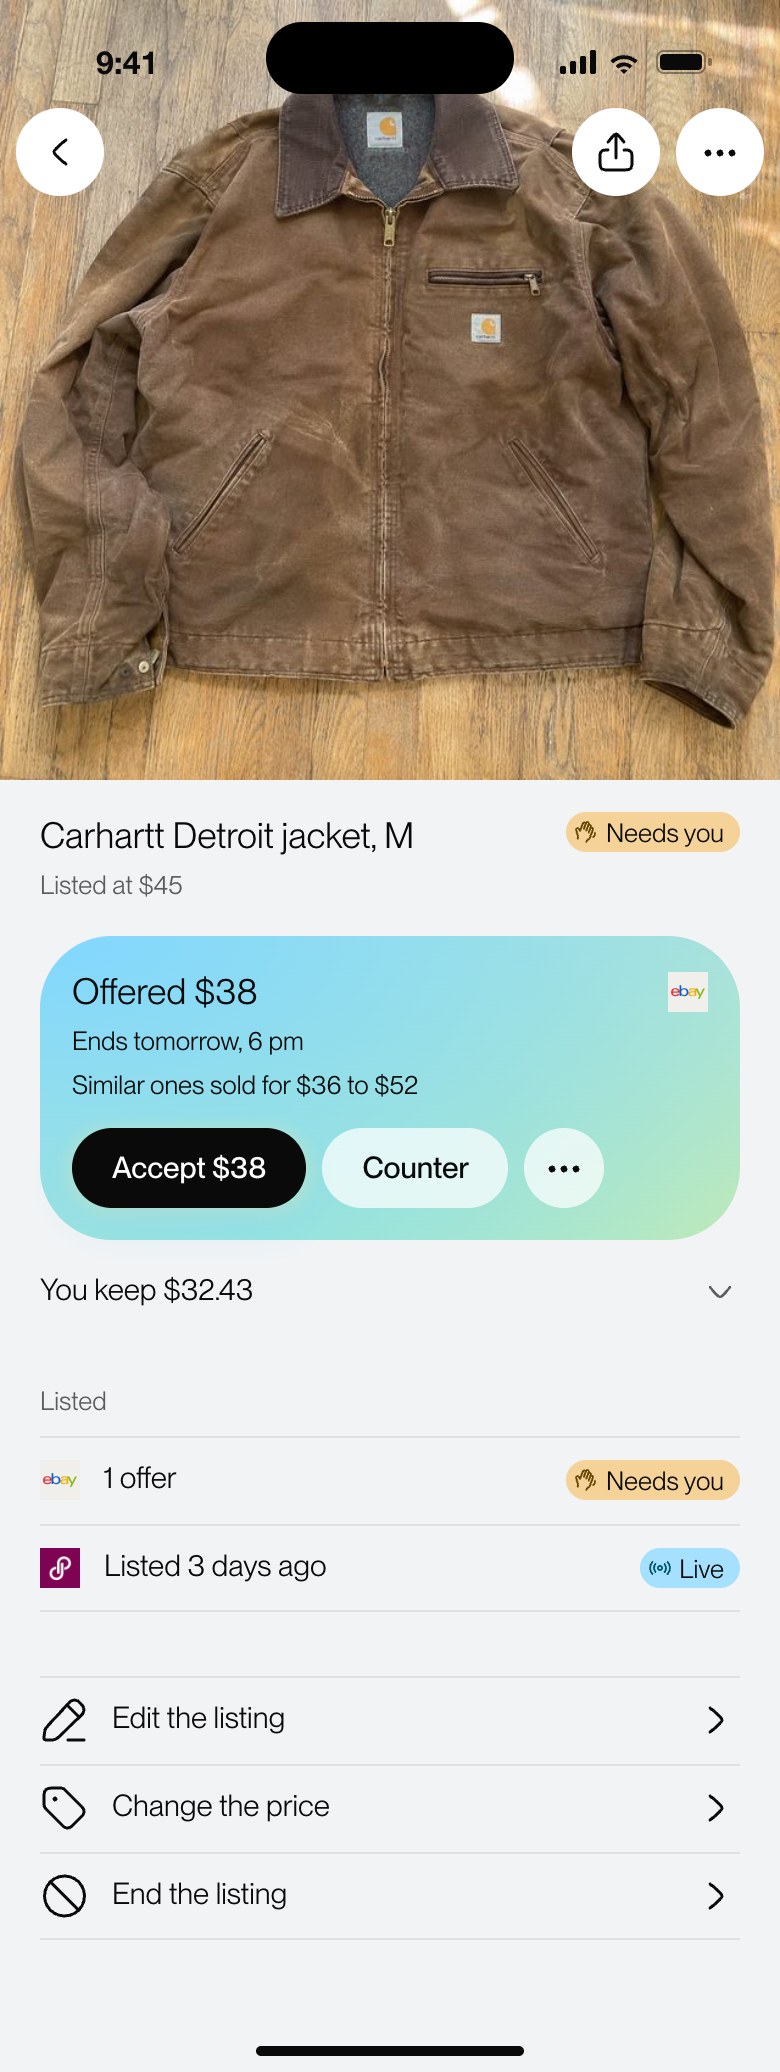 9:41
Carhartt Detroit jacket, M
Needs you
Listed at $45
Offered $38
ebay
Ends tomorrow, 6 pm
Similar ones sold for $36 to $52
Accept $38
Counter
You keep $32.43
Listed
ebay
1 offer
Needs you
Listed 3 days ago
Live
Edit the listing
Change the price
End the listing